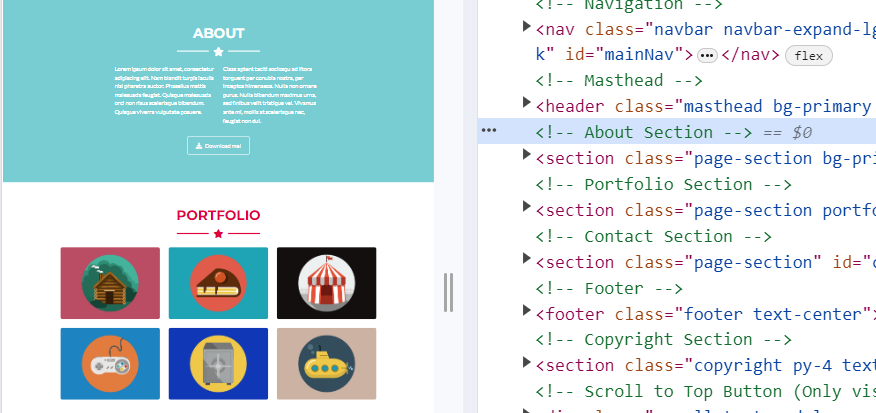 ABOUT
Lorem ipsum dolor sit amet, consectetur
adipiscing elit. Nam blandit turpis iaculis
nisl pharetra auctor. Phasellus mattis
malesuada feugiat. Quisque malesuada
orci non risus scelerisque bibendum.
Quisque viverra vulputate posuere.
Class aptent taciti sociosqu ad litora
torquent per conubia nostra, per
inceptos himenaeos. Nulla non ornare
purus. Nulla bibendum maximus urna,
sed finibus velit tristique vel. Vivamus
ante mi, mollis at scelerisque nec,
feugiat non dui.
Download me!
PORTFOLIO
<!-- Navigation -->
<nav class="navbar navbar-expand-lg
k" id="mainNav"> ••• </nav> flex
<!-- Masthead -->
<header class="masthead bg-primary
••• <!-- About Section --> == $0
<section class="page-section bg-pri
<!-- Portfolio Section -->
<section class="page-section portfo
<!-- Contact Section -->
<section class="page-section" id="c
<!-- Footer -->
<footer class="footer text-center">
<!-- Copyright Section -->
<section class="copyright py-4 text
<!-- Scroll to Top Button (Only vis